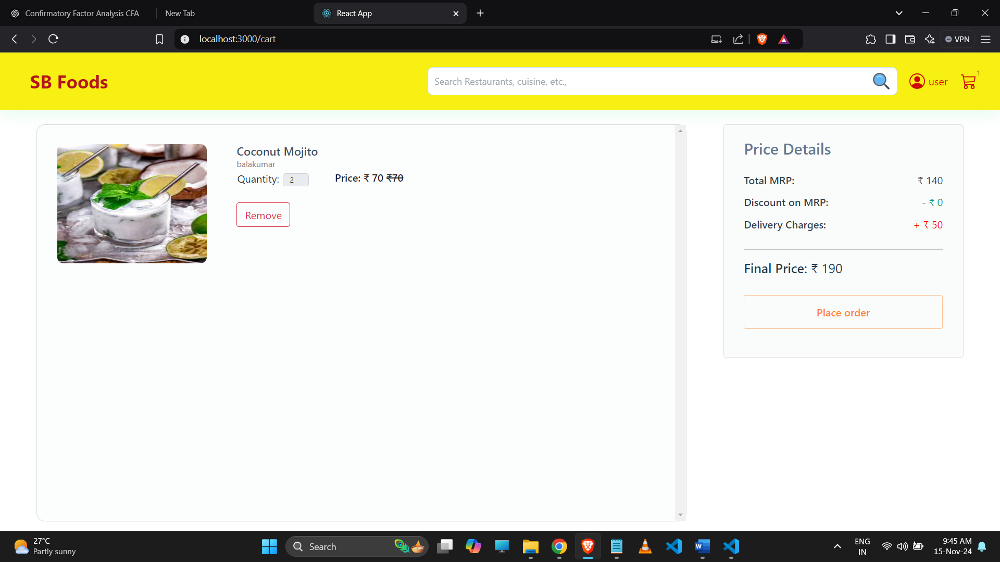 Confirmatory Factor Analysis CFA
New Tab
React App
localhost:3000/cart
VPN
SB Foods
Search Restaurants, cuisine, etc.,
user
1
Coconut Mojito
balakumar
Quantity: 2
Price: ₹ 70 ₹70
Remove
Price Details
Total MRP: ₹ 140
Discount on MRP: - ₹ 0
Delivery Charges: + ₹ 50
Final Price: ₹ 190
Place order
27°C
Partly sunny
Search
ENG
IN
9:45 AM
15-Nov-24